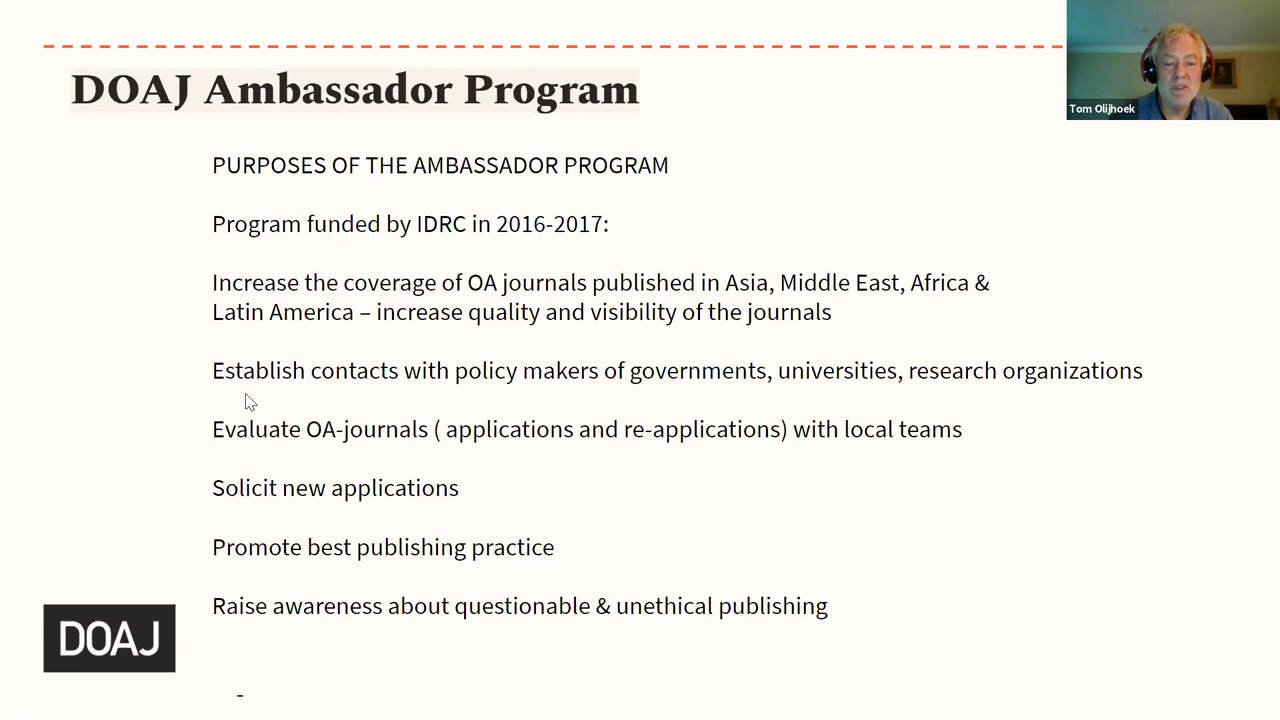 DOAJ Ambassador Program
Tom Olijhoek
PURPOSES OF THE AMBASSADOR PROGRAM
Program funded by IDRC in 2016-2017:
Increase the coverage of OA journals published in Asia, Middle East, Africa &
Latin America – increase quality and visibility of the journals
Establish contacts with policy makers of governments, universities, research organizations
Evaluate OA-journals ( applications and re-applications) with local teams
Solicit new applications
Promote best publishing practice
Raise awareness about questionable & unethical publishing
DOAJ
-